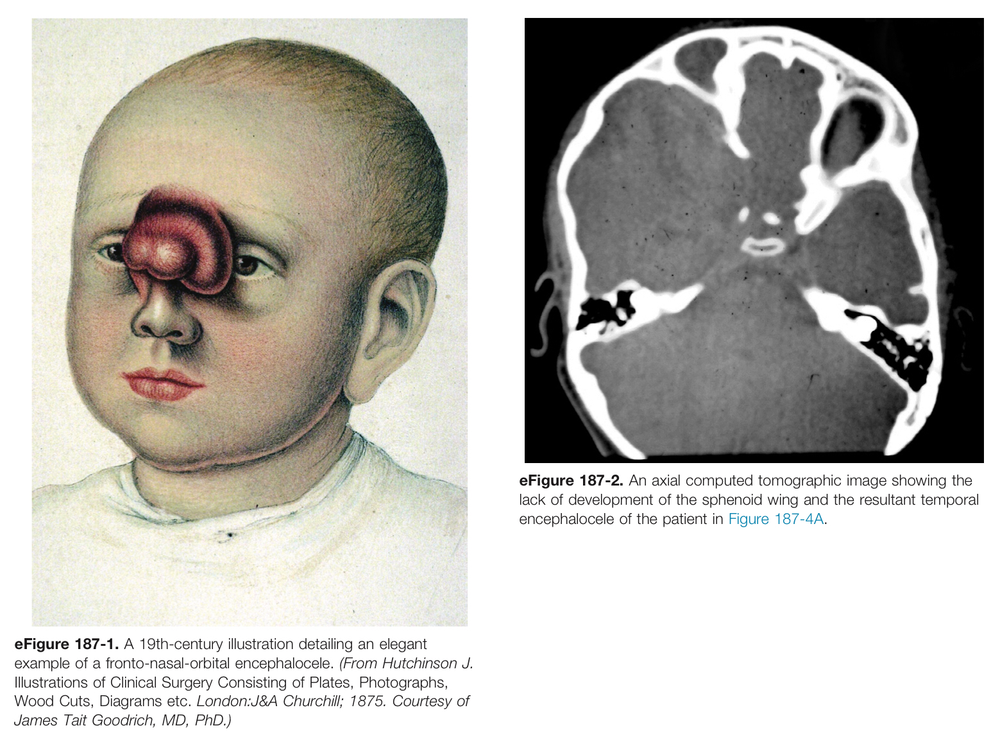 eFigure 187-1. A 19th-century illustration detailing an elegant
example of a fronto-nasal-orbital encephalocele. (From Hutchinson J.
Illustrations of Clinical Surgery Consisting of Plates, Photographs,
Wood Cuts, Diagrams etc. London:J&A Churchill; 1875. Courtesy of
James Tait Goodrich, MD, PhD.)
eFigure 187-2. An axial computed tomographic image showing the
lack of development of the sphenoid wing and the resultant temporal
encephalocele of the patient in Figure 187-4A.